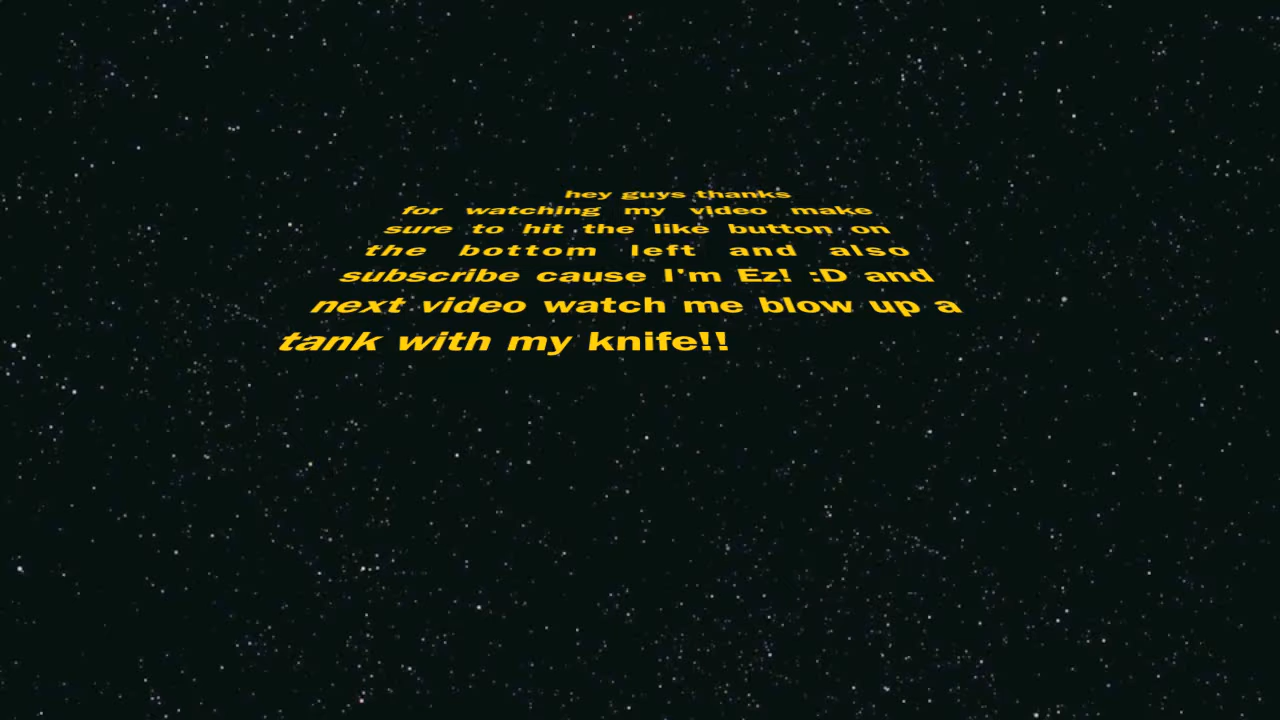 hey guys thanks
for watching my video make
sure to hit the like button on
the bottom left and also
subscribe cause I'm Ez! :D and
next video watch me blow up a
tank with my knife!!